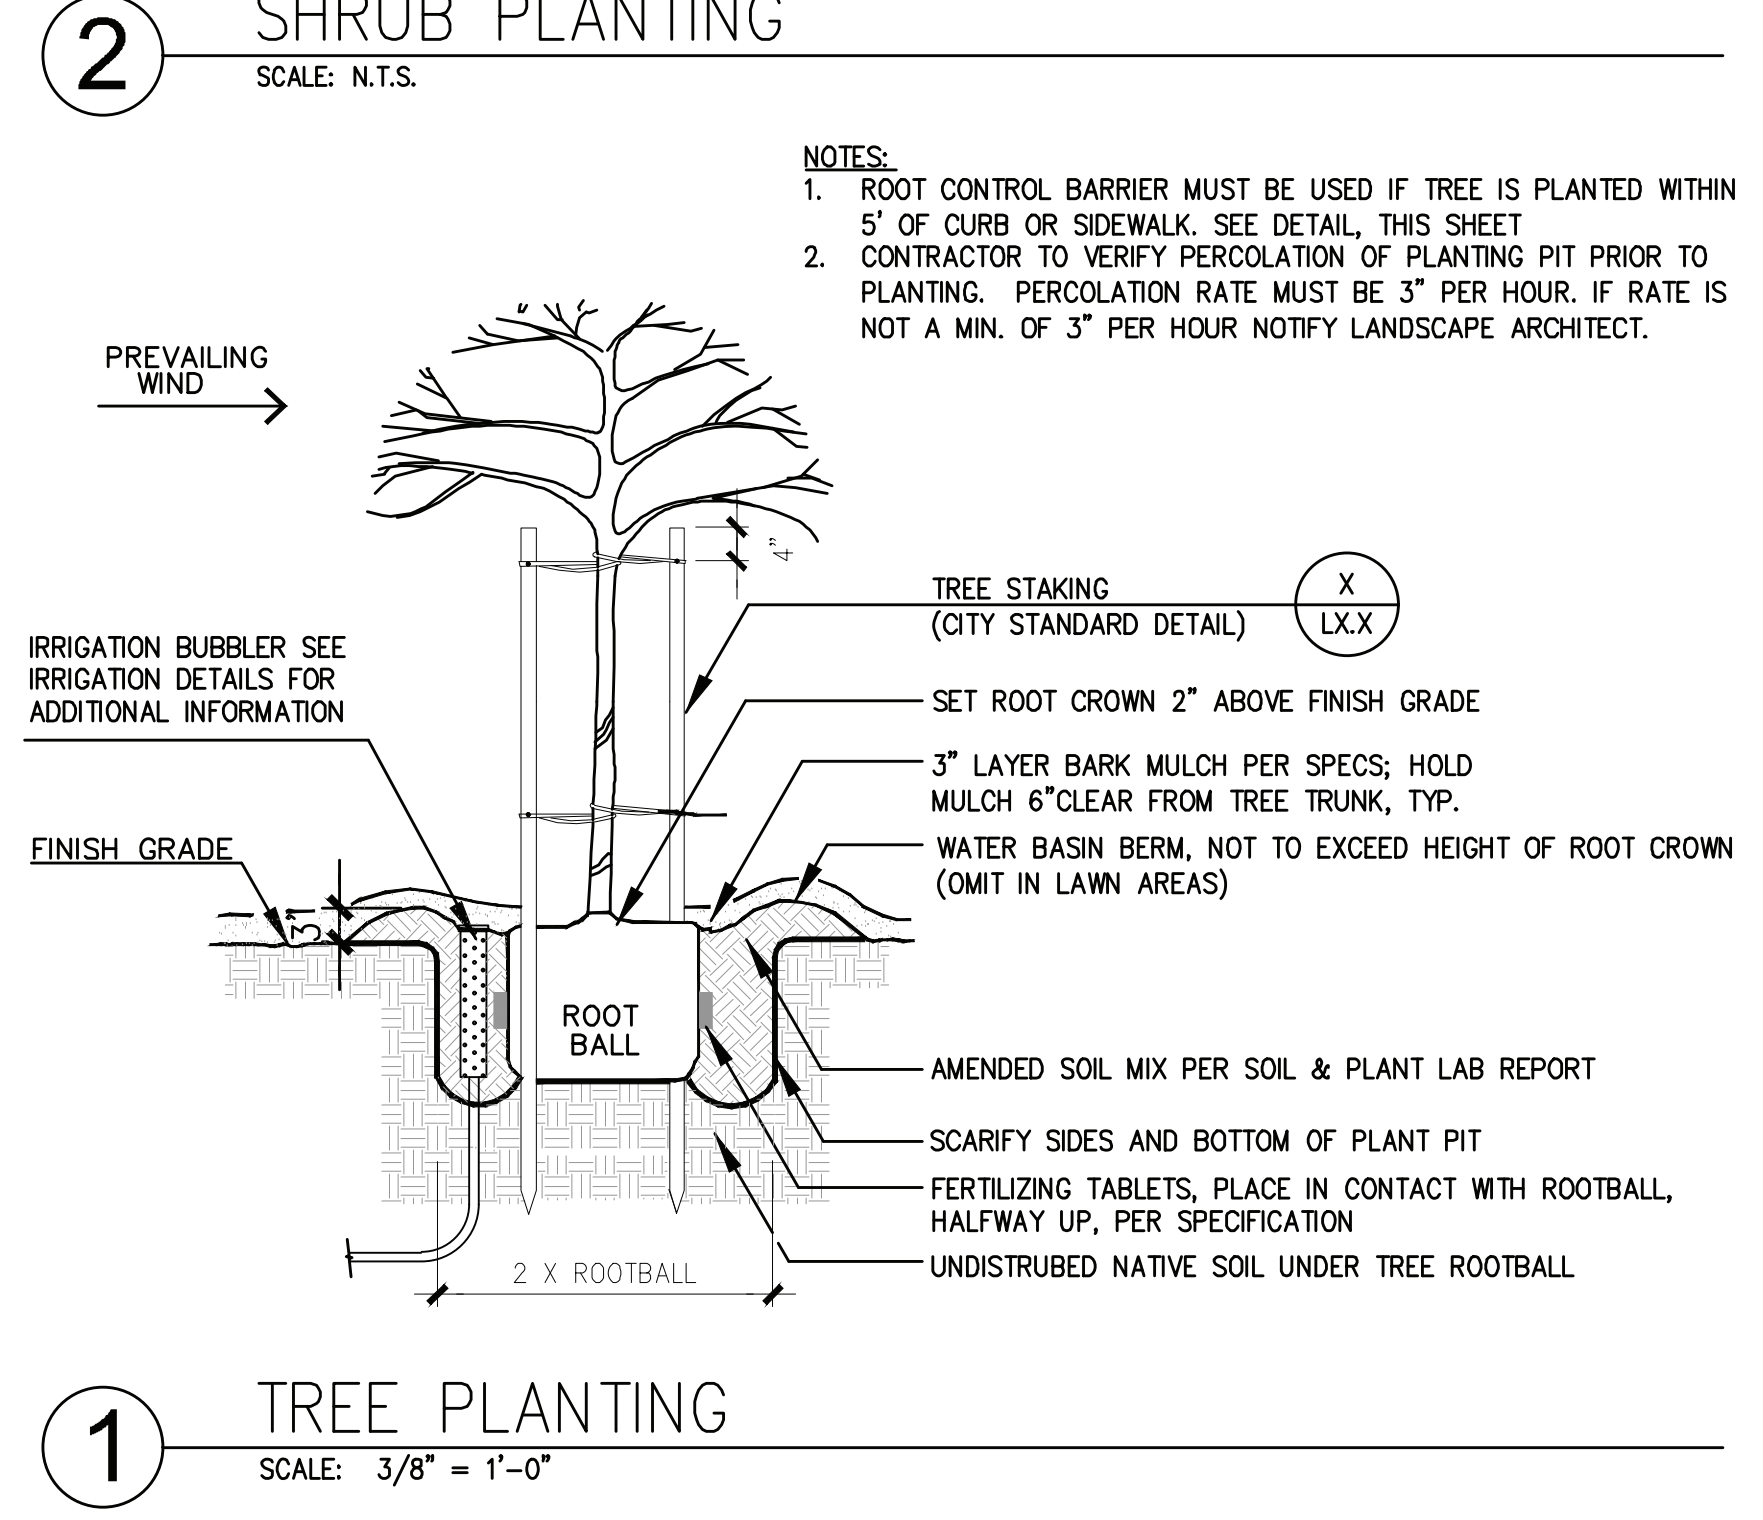 2
SHRUB PLANTING
SCALE: N.T.S.
NOTES:
1. ROOT CONTROL BARRIER MUST BE USED IF TREE IS PLANTED WITHIN
5' OF CURB OR SIDEWALK. SEE DETAIL, THIS SHEET
2. CONTRACTOR TO VERIFY PERCOLATION OF PLANTING PIT PRIOR TO
PLANTING. PERCOLATION RATE MUST BE 3" PER HOUR. IF RATE IS
NOT A MIN. OF 3" PER HOUR NOTIFY LANDSCAPE ARCHITECT.
PREVAILING
WIND
4"
TREE STAKING
(CITY STANDARD DETAIL)
X
LX.X
IRRIGATION BUBBLER SEE
IRRIGATION DETAILS FOR
ADDITIONAL INFORMATION
SET ROOT CROWN 2" ABOVE FINISH GRADE
3" LAYER BARK MULCH PER SPECS; HOLD
MULCH 6"CLEAR FROM TREE TRUNK, TYP.
FINISH GRADE
WATER BASIN BERM, NOT TO EXCEED HEIGHT OF ROOT CROWN
(OMIT IN LAWN AREAS)
3"
ROOT
BALL
AMENDED SOIL MIX PER SOIL & PLANT LAB REPORT
SCARIFY SIDES AND BOTTOM OF PLANT PIT
FERTILIZING TABLETS, PLACE IN CONTACT WITH ROOTBALL,
HALFWAY UP, PER SPECIFICATION
UNDISTRUBED NATIVE SOIL UNDER TREE ROOTBALL
2 X ROOTBALL
1
TREE PLANTING
SCALE: 3/8" = 1'-0"